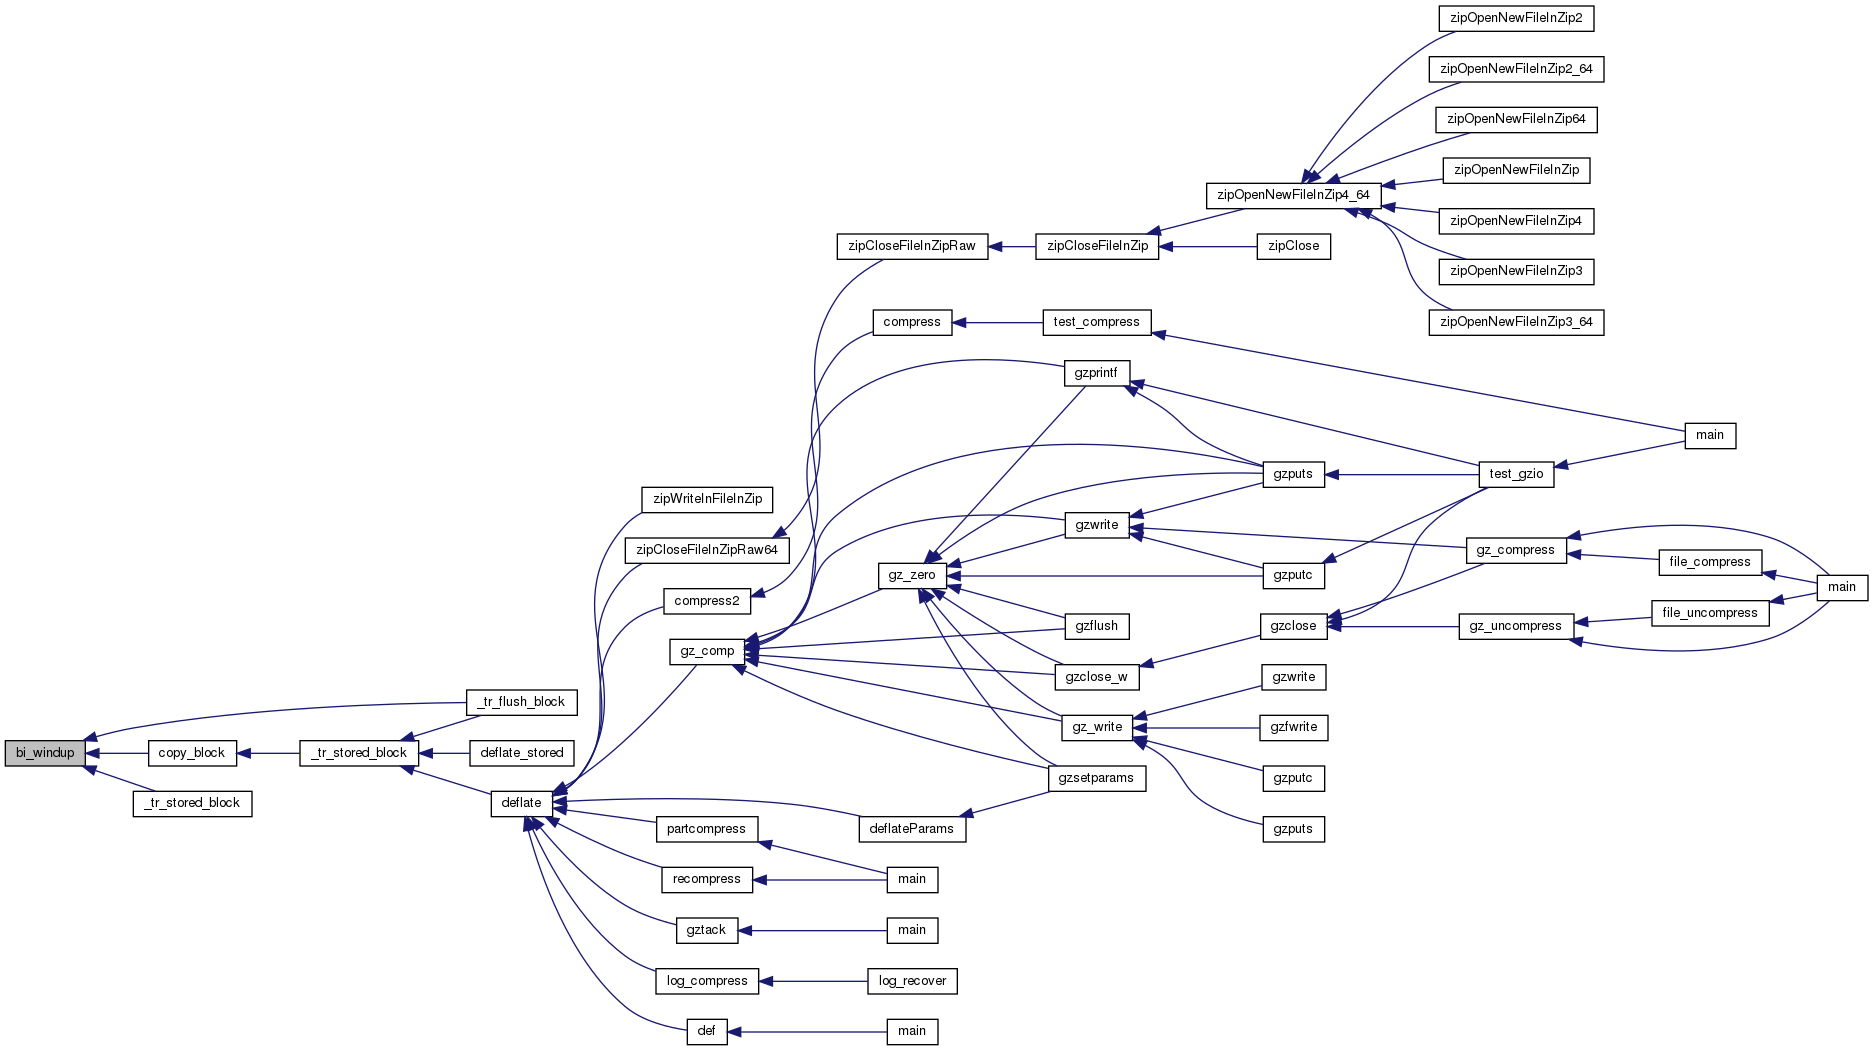 zipOpenNewFileInZip2
zipOpenNewFileInZip2_64
zipOpenNewFileInZip64
zipOpenNewFileInZip
zipOpenNewFileInZip4_64
zipOpenNewFileInZip4
zipCloseFileInZipRaw
zipCloseFileInZip
zipClose
zipOpenNewFileInZip3
compress
test_compress
zipOpenNewFileInZip3_64
gzprintf
main
gzputs
test_gzio
zipWriteInFileInZip
gzwrite
zipCloseFileInZipRaw64
gz_compress
file_compress
gz_zero
gzputc
main
compress2
file_uncompress
gzflush
gzclose
gz_uncompress
gz_comp
gzclose_w
gzwrite
_tr_flush_block
gz_write
gzfwrite
bi_windup
copy_block
_tr_stored_block
deflate_stored
gzsetparams
gzputc
_tr_stored_block
deflate
partcompress
deflateParams
gzputs
recompress
main
gztack
main
log_compress
log_recover
def
main